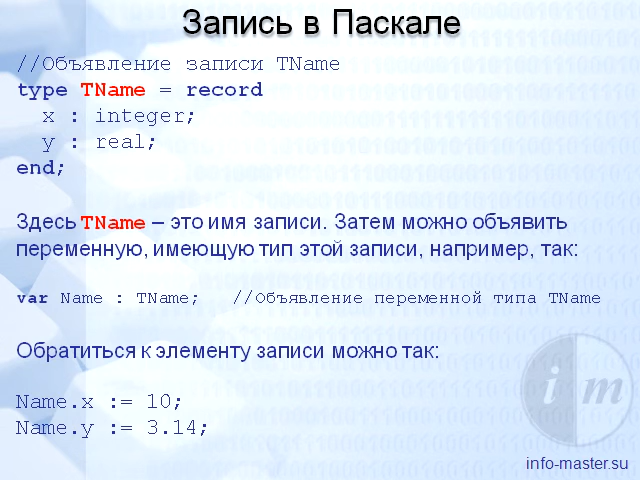 Запись в Паскале
//Объявление записи TName
type TName = record
  x : integer;
  y : real;
end;
Здесь TName – это имя записи. Затем можно объявить
переменную, имеющую тип этой записи, например, так:
var Name : TName;   //Объявление переменной типа TName
Обратиться к элементу записи можно так:
Name.x := 10;
Name.y := 3.14;
im
info-master.su